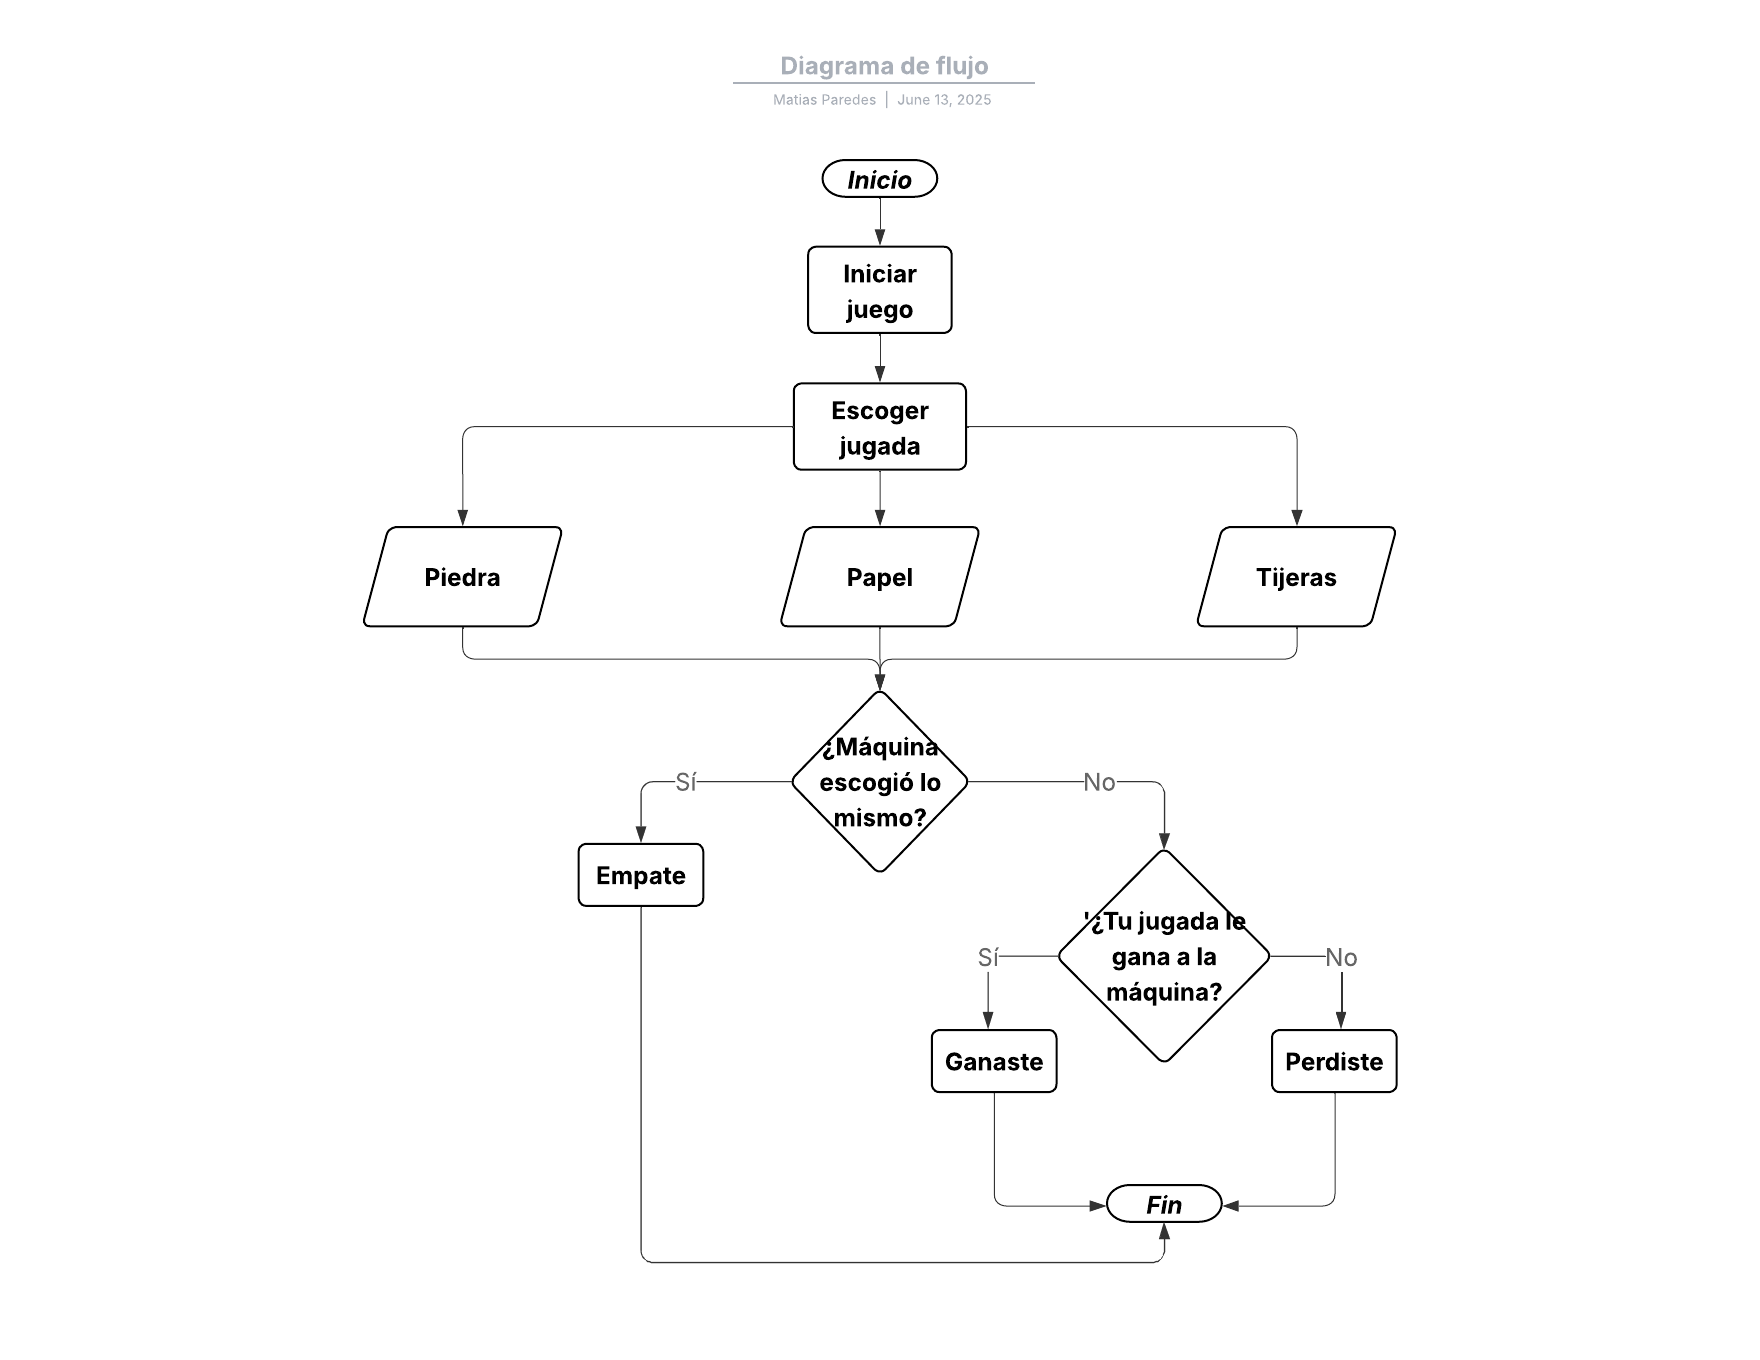 Diagrama de flujo
Matias Paredes | June 13, 2025
Inicio
Iniciar
juego
Escoger
jugada
Piedra
Papel
Tijeras
¿Máquina
escogió lo
mismo?
Sí
No
Empate
'¿Tu jugada le
gana a la
máquina?
Sí
No
Ganaste
Perdiste
Fin